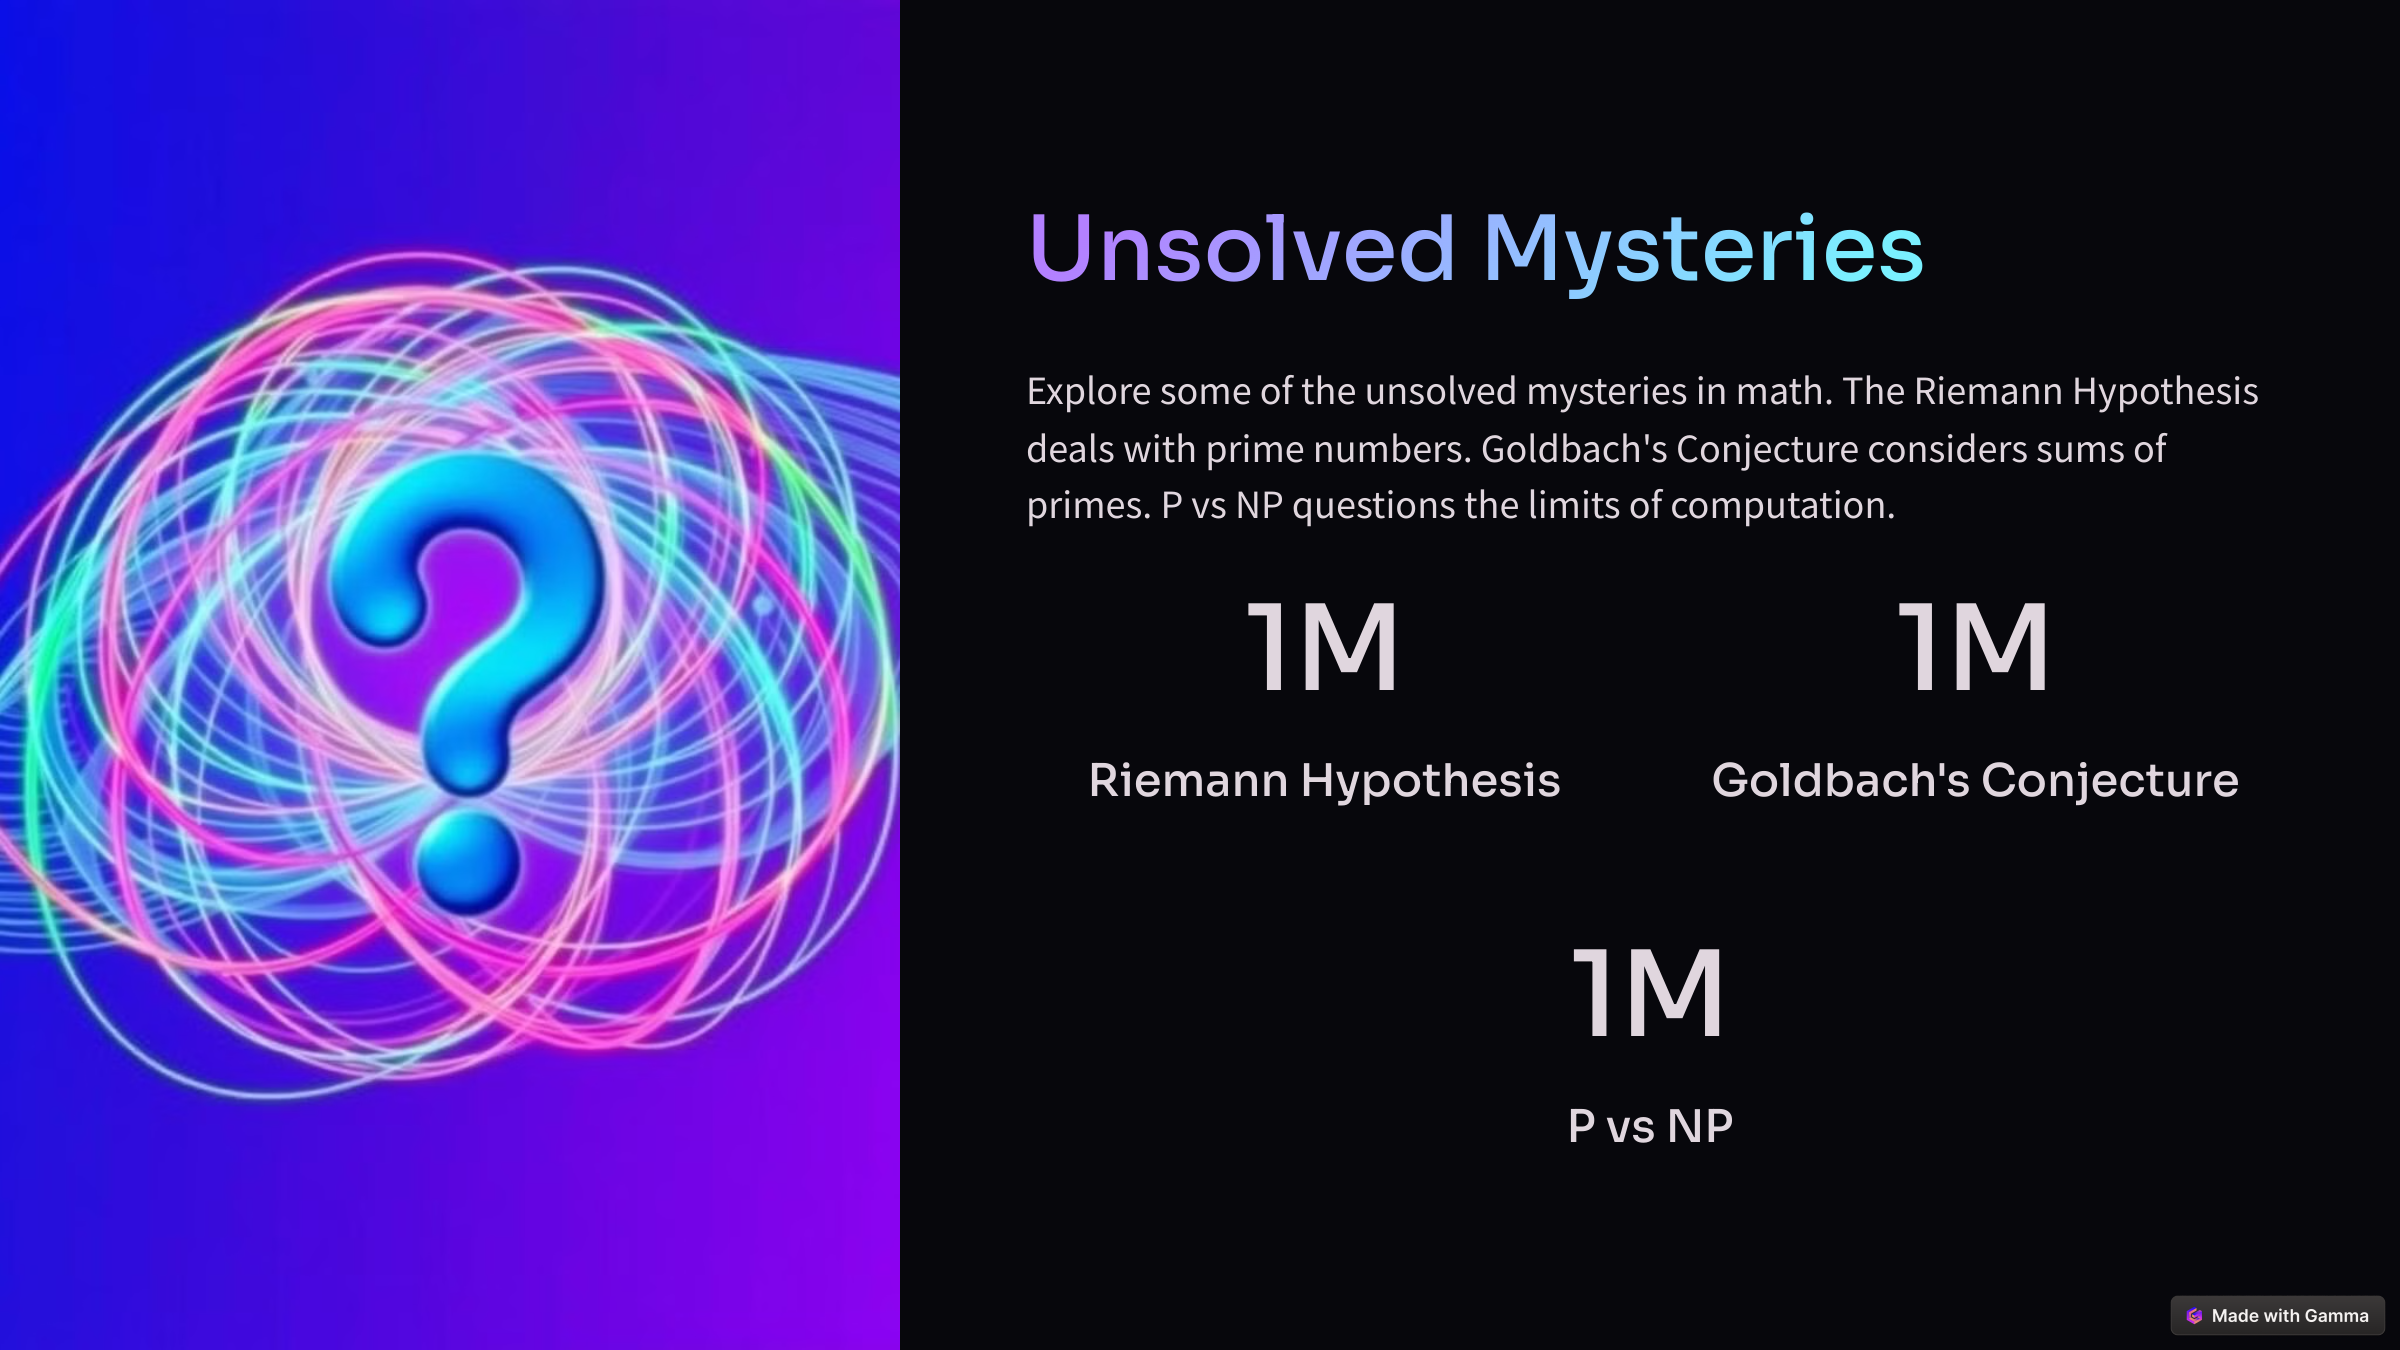 Unsolved Mysteries
Explore some of the unsolved mysteries in math. The Riemann Hypothesis
deals with prime numbers. Goldbach's Conjecture considers sums of
primes. P vs NP questions the limits of computation.
1M
Riemann Hypothesis
1M
Goldbach's Conjecture
1M
P vs NP
Made with Gamma